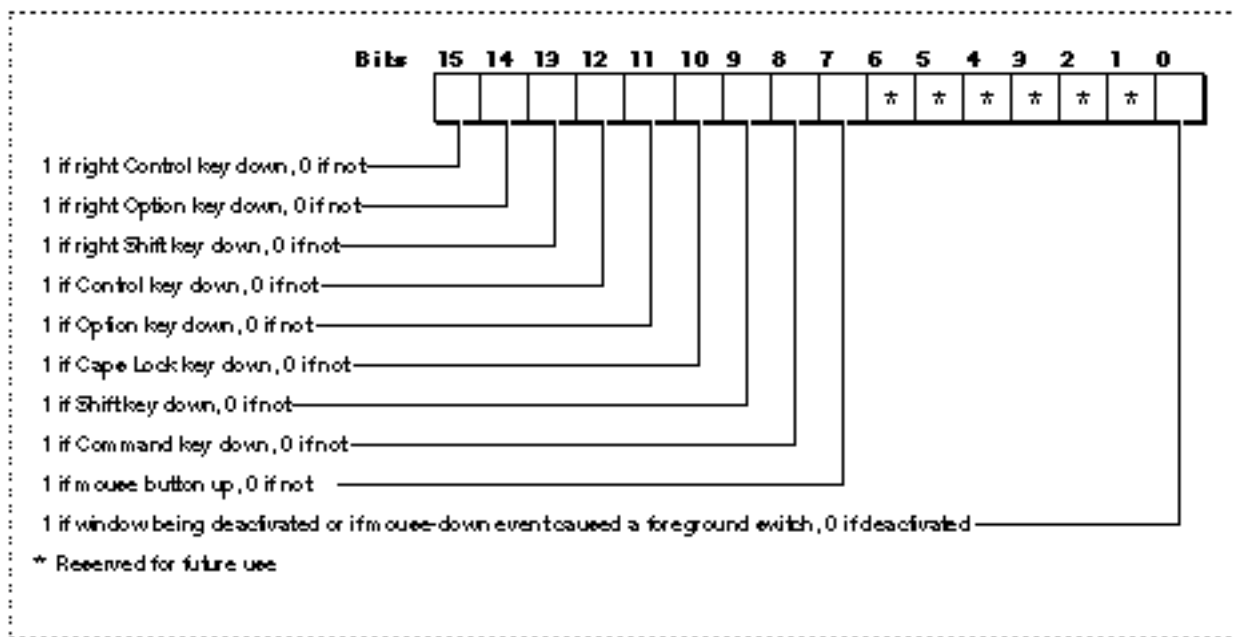 Bits 15 14 13 12 11 10 9 8 7 6 5 4 3 2 1 0
* * * * * *
1 if right Control key down, 0 if not
1 if right Option key down, 0 if not
1 if right Shift key down, 0 if not
1 if Control key down, 0 if not
1 if Option key down, 0 if not
1 if Caps Lock key down, 0 if not
1 if Shift key down, 0 if not
1 if Command key down, 0 if not
1 if mouse button up, 0 if not
1 if window being deactivated or if mouse-down event caused a foreground switch, 0 if deactivated
* Reserved for future use